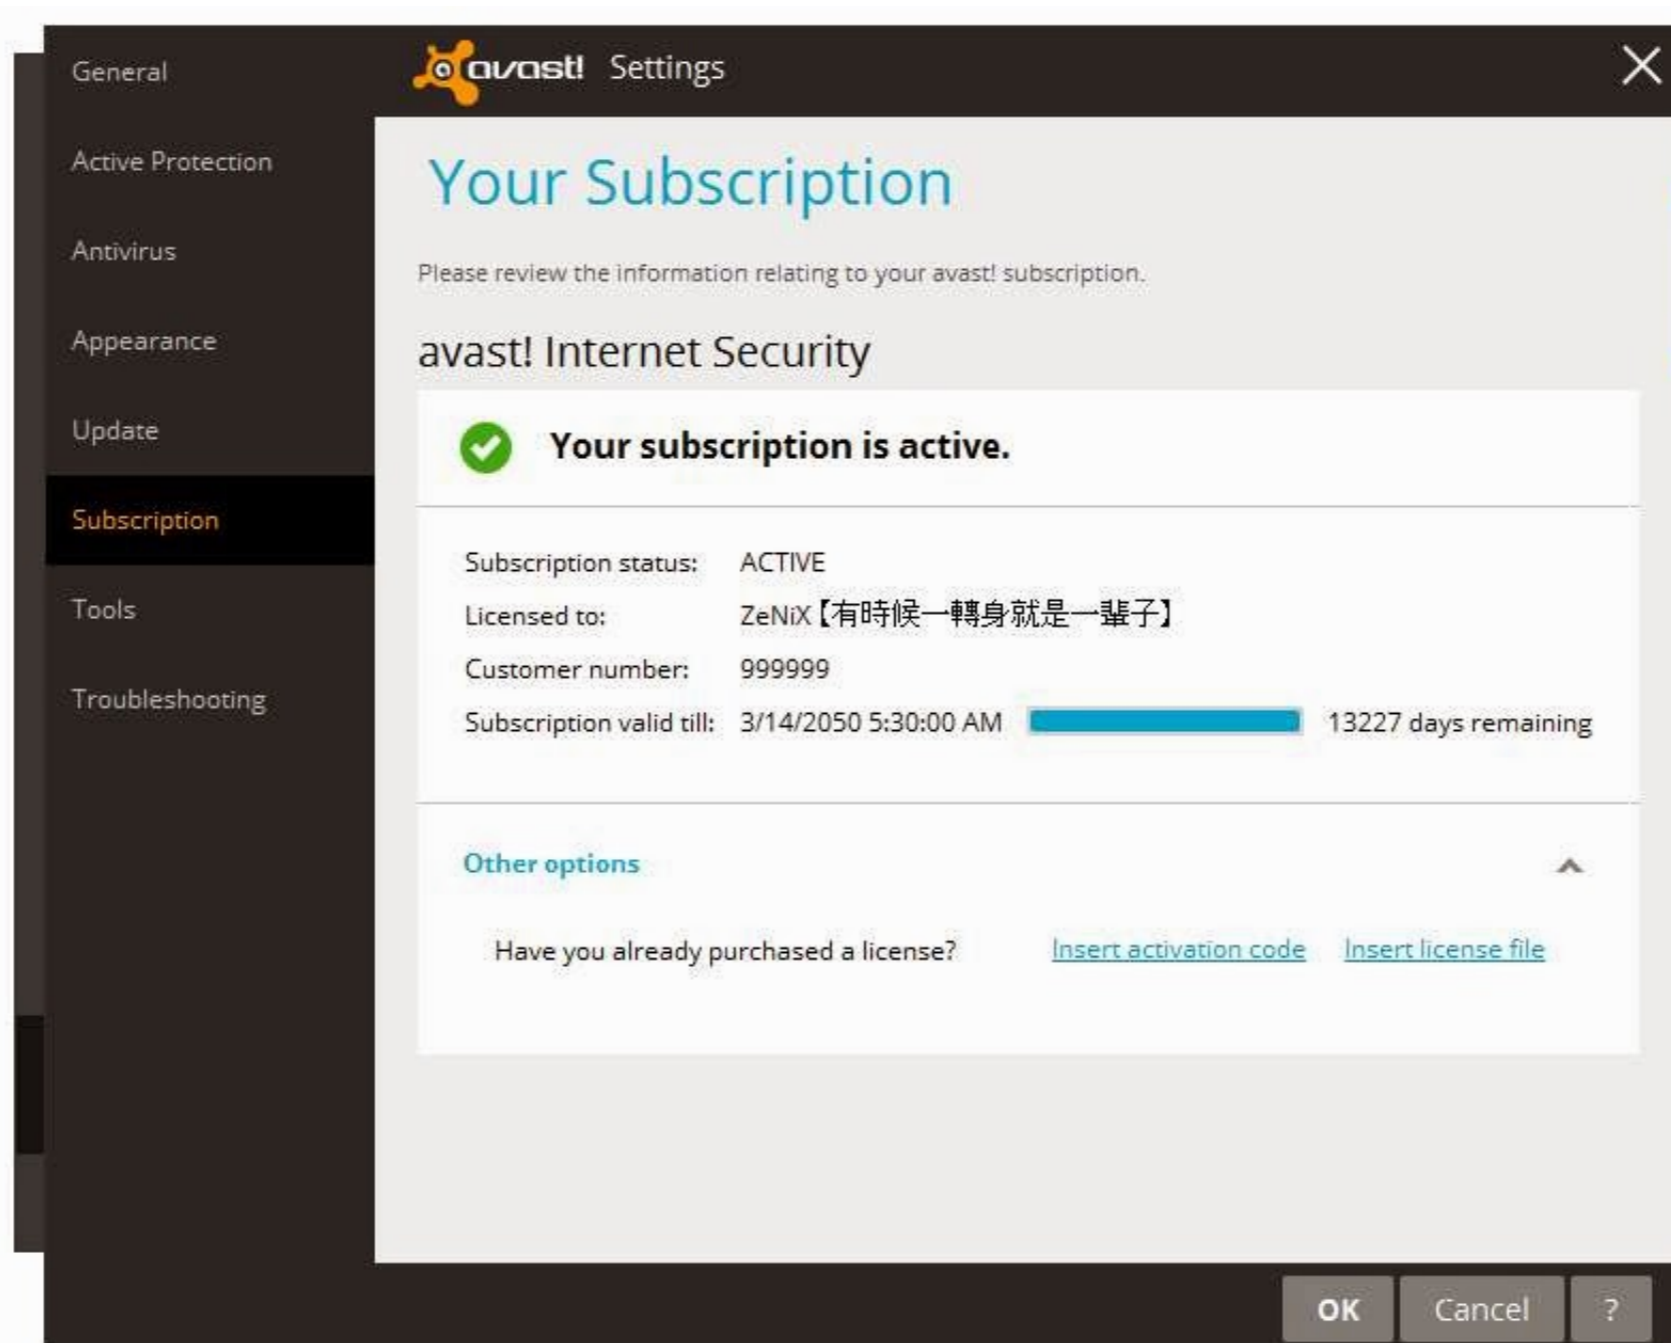 General
Active Protection
Antivirus
Appearance
Update
Subscription
Tools
Troubleshooting
avast! Settings
Your Subscription
Please review the information relating to your avast! subscription.
avast! Internet Security
Your subscription is active.
Subscription status: ACTIVE
Licensed to: ZeNiX【有時候一轉身就是一輩子】
Customer number: 999999
Subscription valid till: 3/14/2050 5:30:00 AM 13227 days remaining
Other options
Have you already purchased a license? Insert activation code Insert license file
OK Cancel ?